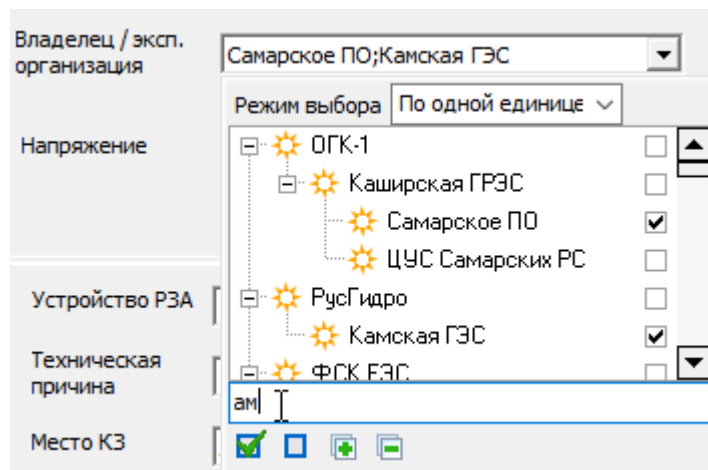 Владелец / эксп.
организация
Самарское ПО;Камская ГЭС
Режим выбора По одной единице
Напряжение
ОГК-1
Каширская ГРЭС
Самарское ПО
ЦУС Самарских РС
Устройство РЗА
РусГидро
Камская ГЭС
Техническая
причина
ФСК ЕЭС
ам
Место КЗ